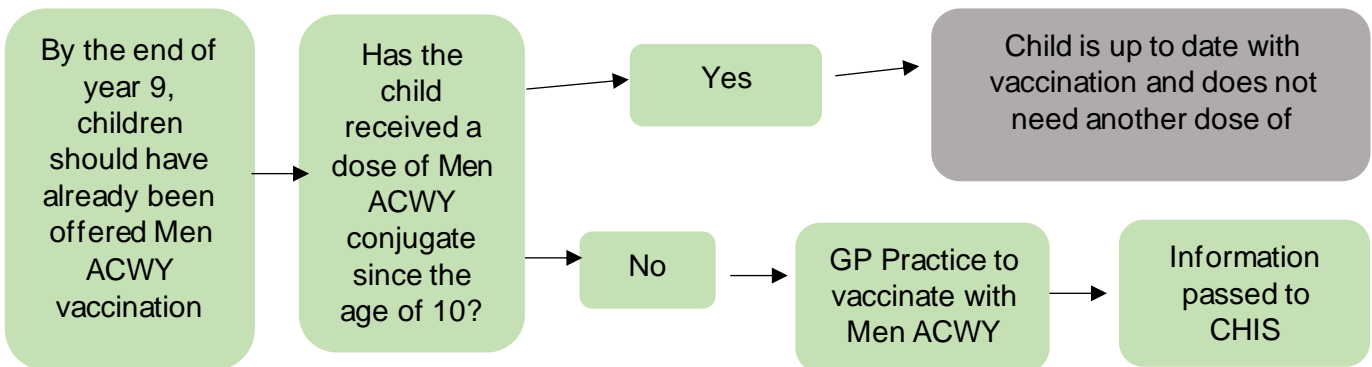 By the end of
year 9,
children
should have
already been
offered Men
ACWY
vaccination
Has the
child
received a
dose of Men
ACWY
conjugate
since the
age of 10?
Yes
Child is up to date with
vaccination and does not
need another dose of
No
GP Practice to
vaccinate with
Men ACWY
Information
passed to
CHIS